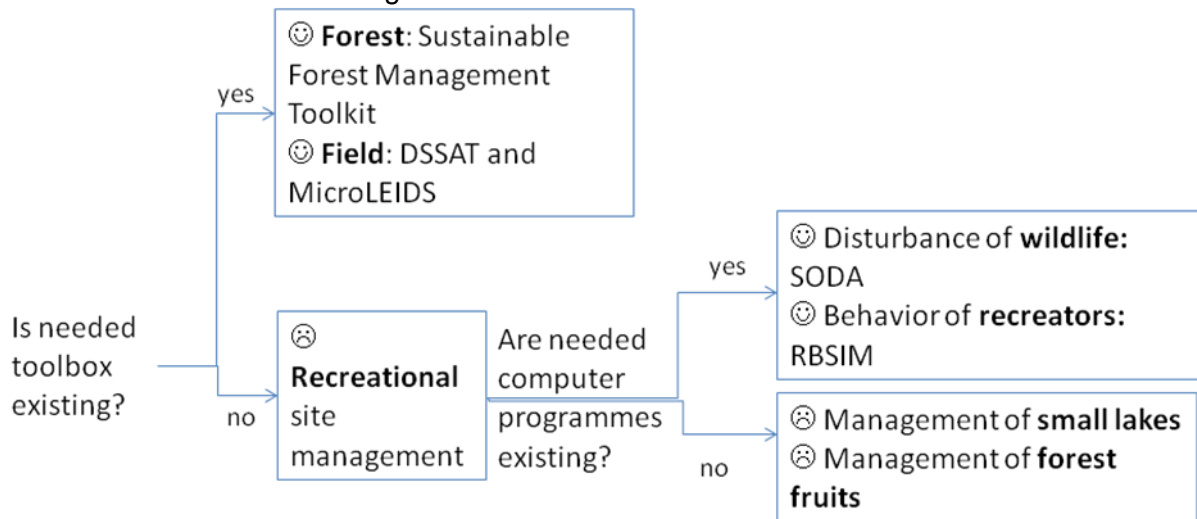 ☺ Forest: Sustainable
Forest Management
Toolkit
☺ Field: DSSAT and
MicroLEIDS
yes
Is needed
toolbox
existing?
no
☹
Recreational
site
management
Are needed
computer
programmes
existing?
yes
☺ Disturbance of wildlife:
SODA
☺ Behavior of recreators:
RBSIM
no
☹ Management of small lakes
☹ Management of forest
fruits